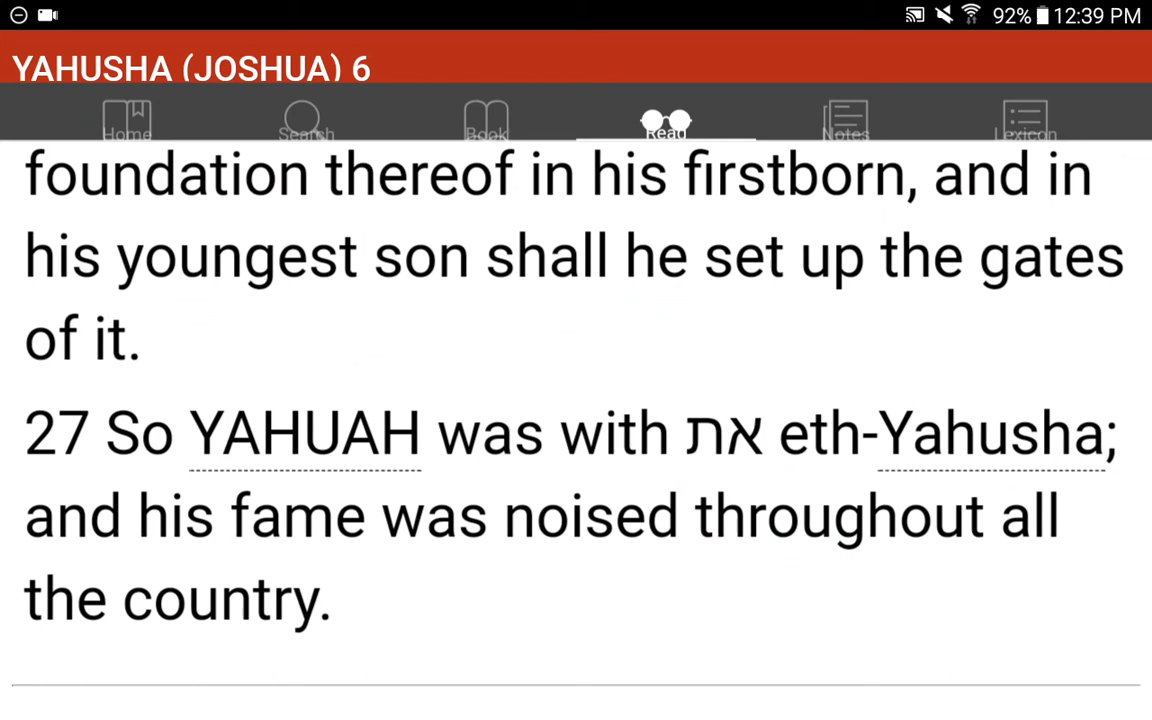 92% 12:39 PM
YAHUSHA (JOSHUA) 6
Home Search Book Read Notes Lexicon
foundation thereof in his firstborn, and in
his youngest son shall he set up the gates
of it.
27 So YAHUAH was with את eth-Yahusha;
and his fame was noised throughout all
the country.